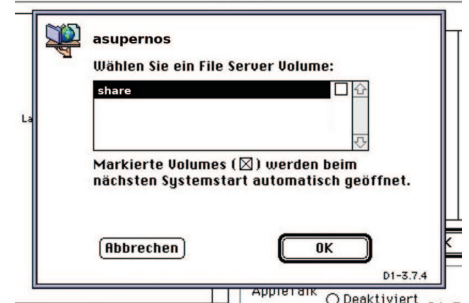 asupernos
Wählen Sie ein File Server Volume:
share
La
Markierte Volumes (☒) werden beim
nächsten Systemstart automatisch geöffnet.
Abbrechen
OK
K
D1-3.7.4
AppleTalk
Deaktiviert